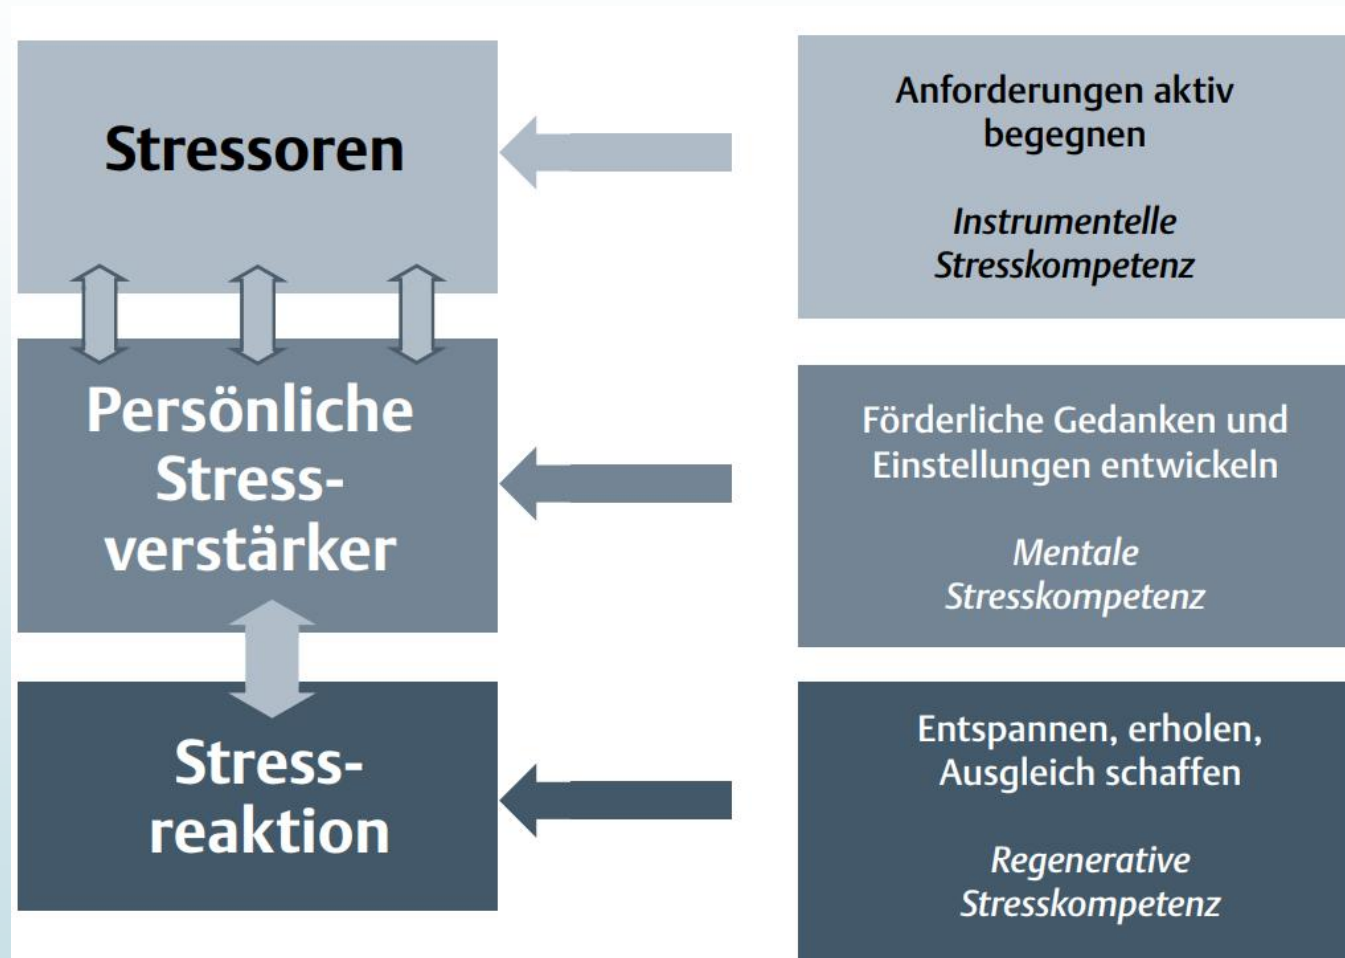 Stressoren
Anforderungen aktiv
begegnen
Instrumentelle
Stresskompetenz
Persönliche
Stress-
verstärker
Förderliche Gedanken und
Einstellungen entwickeln
Mentale
Stresskompetenz
Stress-
reaktion
Entspannen, erholen,
Ausgleich schaffen
Regenerative
Stresskompetenz